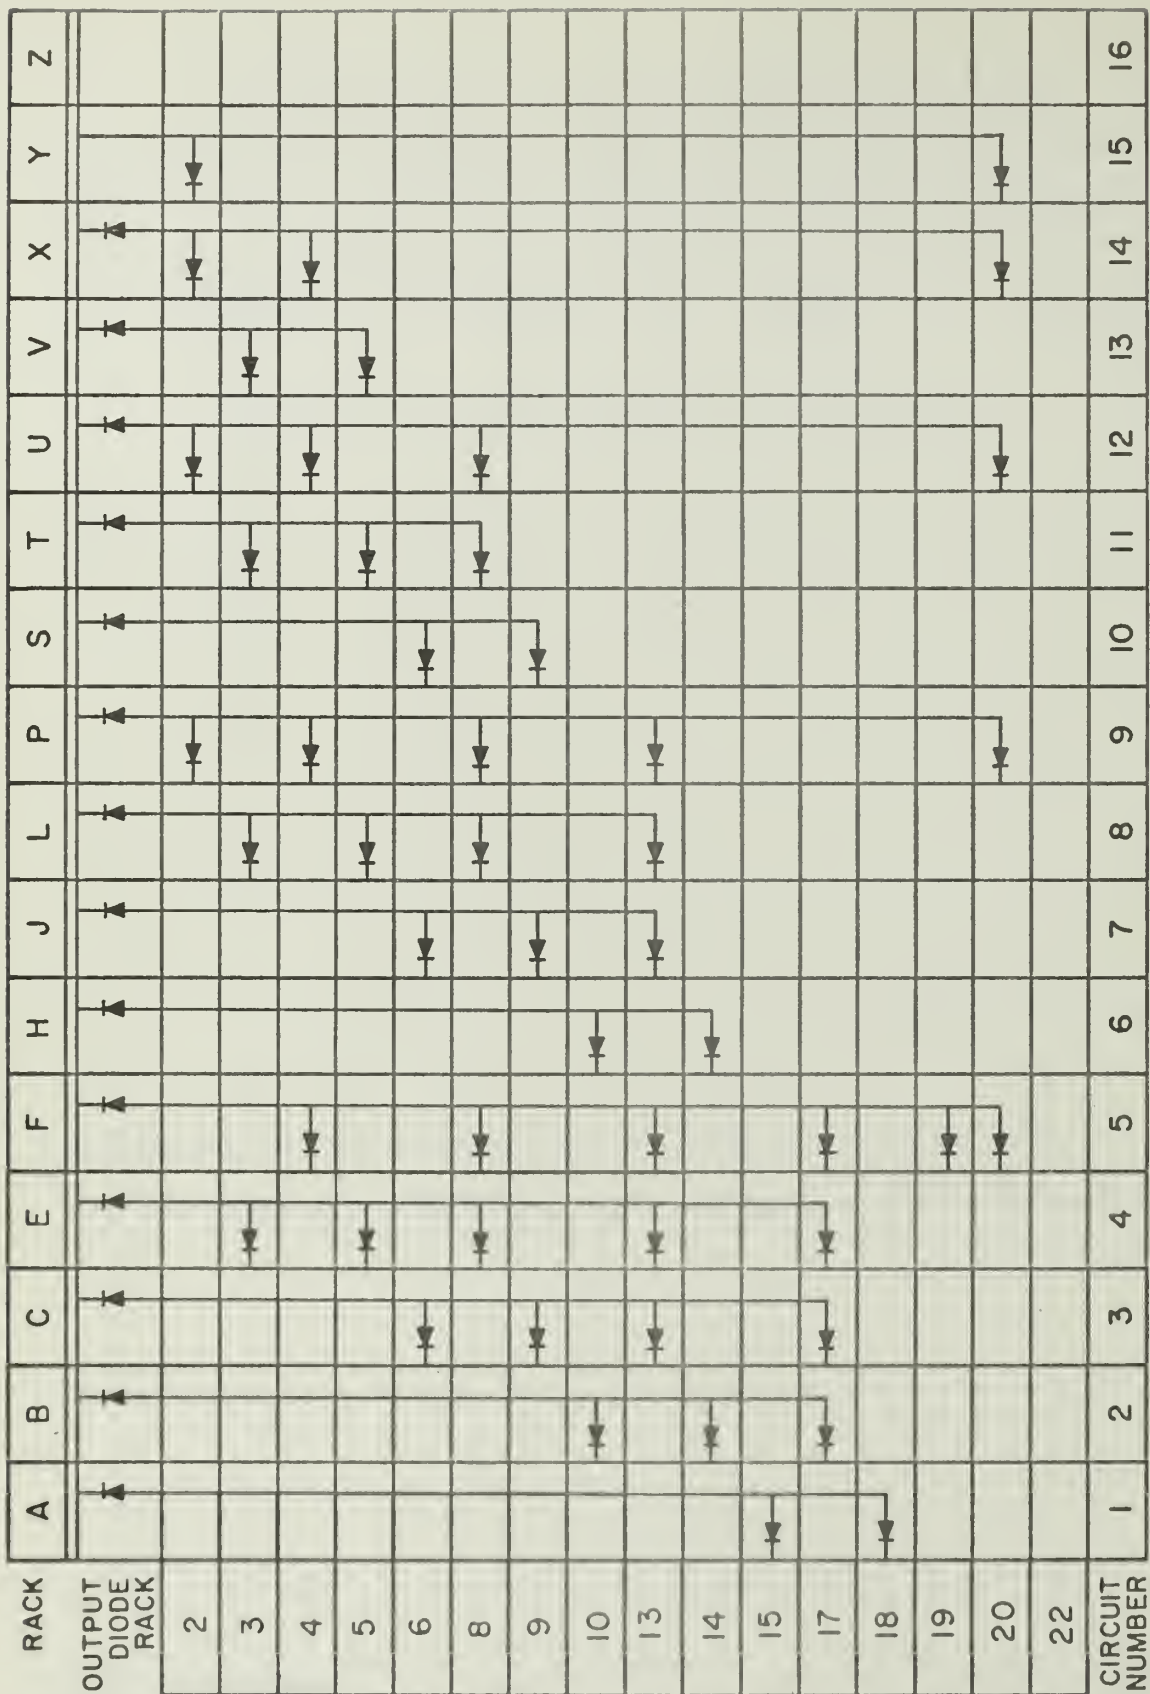 RACK A B C E F H J L P S T U V X Y Z
OUTPUT
DIODE
RACK
2
3
4
5
6
8
9
10
13
14
15
17
18
19
20
22
CIRCUIT
NUMBER 1 2 3 4 5 6 7 8 9 10 11 12 13 14 15 16